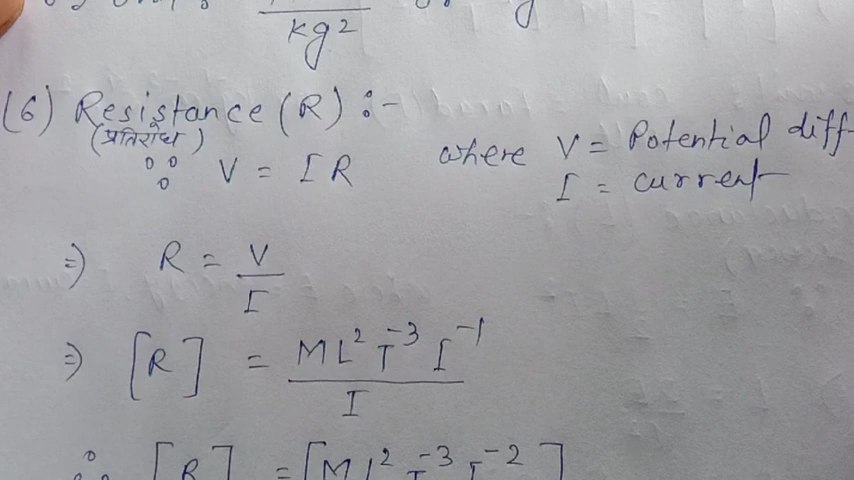 kg²
(6) Resistance (R) :-
(प्रतिरोध)
∵ V = IR where V = Potential diff-
I = current
⇒ R = V/I
⇒ [R] = ML²T⁻³I⁻¹/I
∴ [R] = [ML²T⁻³I⁻²]